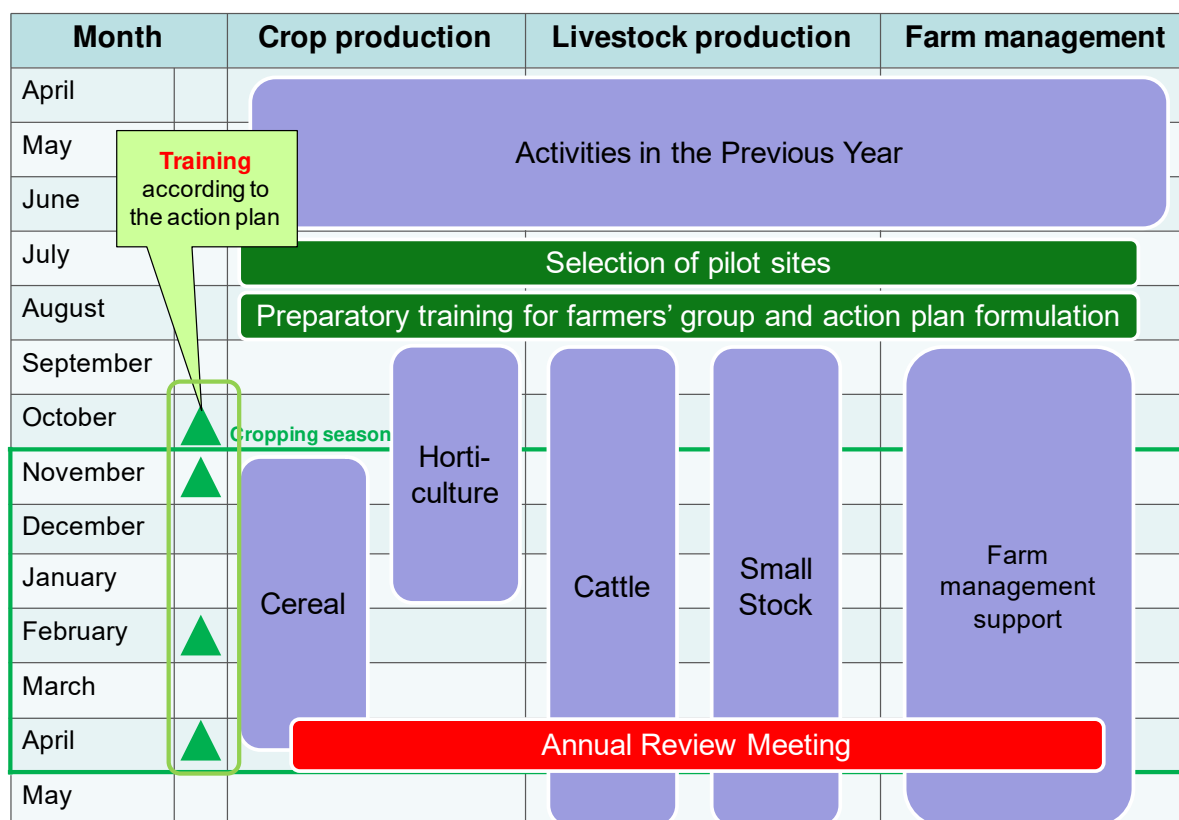 Month
Crop production
Livestock production
Farm management
April
May
June
July
August
September
October
November
December
January
February
March
April
May
Training
according to
the action plan
Activities in the Previous Year
Selection of pilot sites
Preparatory training for farmers’ group and action plan formulation
Cropping season
Horti-
culture
Cereal
Cattle
Small
Stock
Farm
management
support
Annual Review Meeting